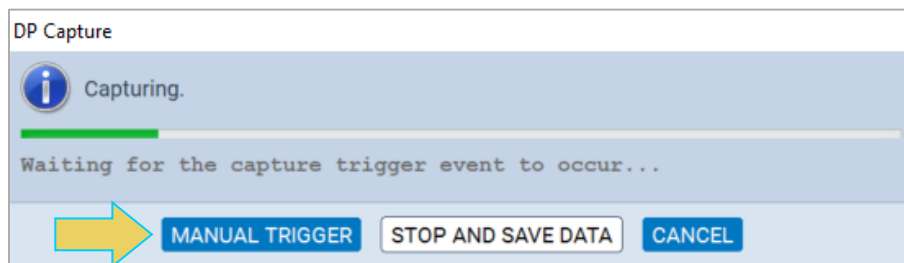 DP Capture
Capturing.
Waiting for the capture trigger event to occur...
MANUAL TRIGGER STOP AND SAVE DATA CANCEL